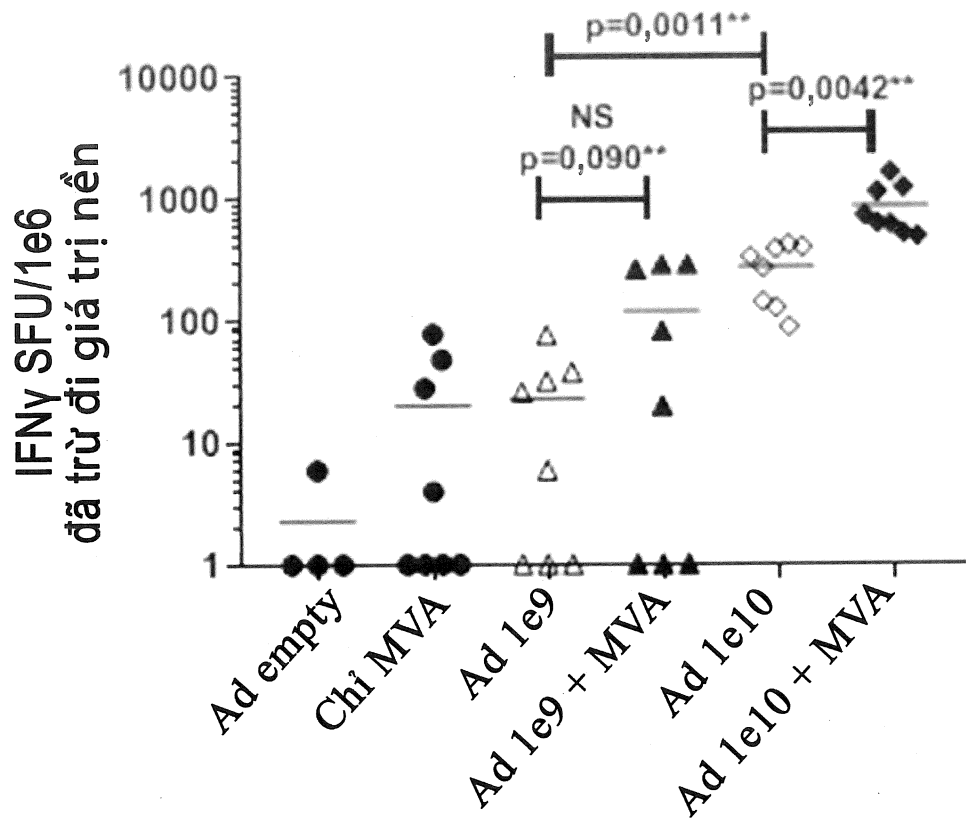 p=0,0011**
10000
p=0,0042**
NS
p=0,090**
1000
100
10
1
IFNγ SFU/1e6
đã trừ đi giá trị nền
Ad empty
Chỉ MVA
Ad 1e9
Ad 1e9 + MVA
Ad 1e10
Ad 1e10 + MVA